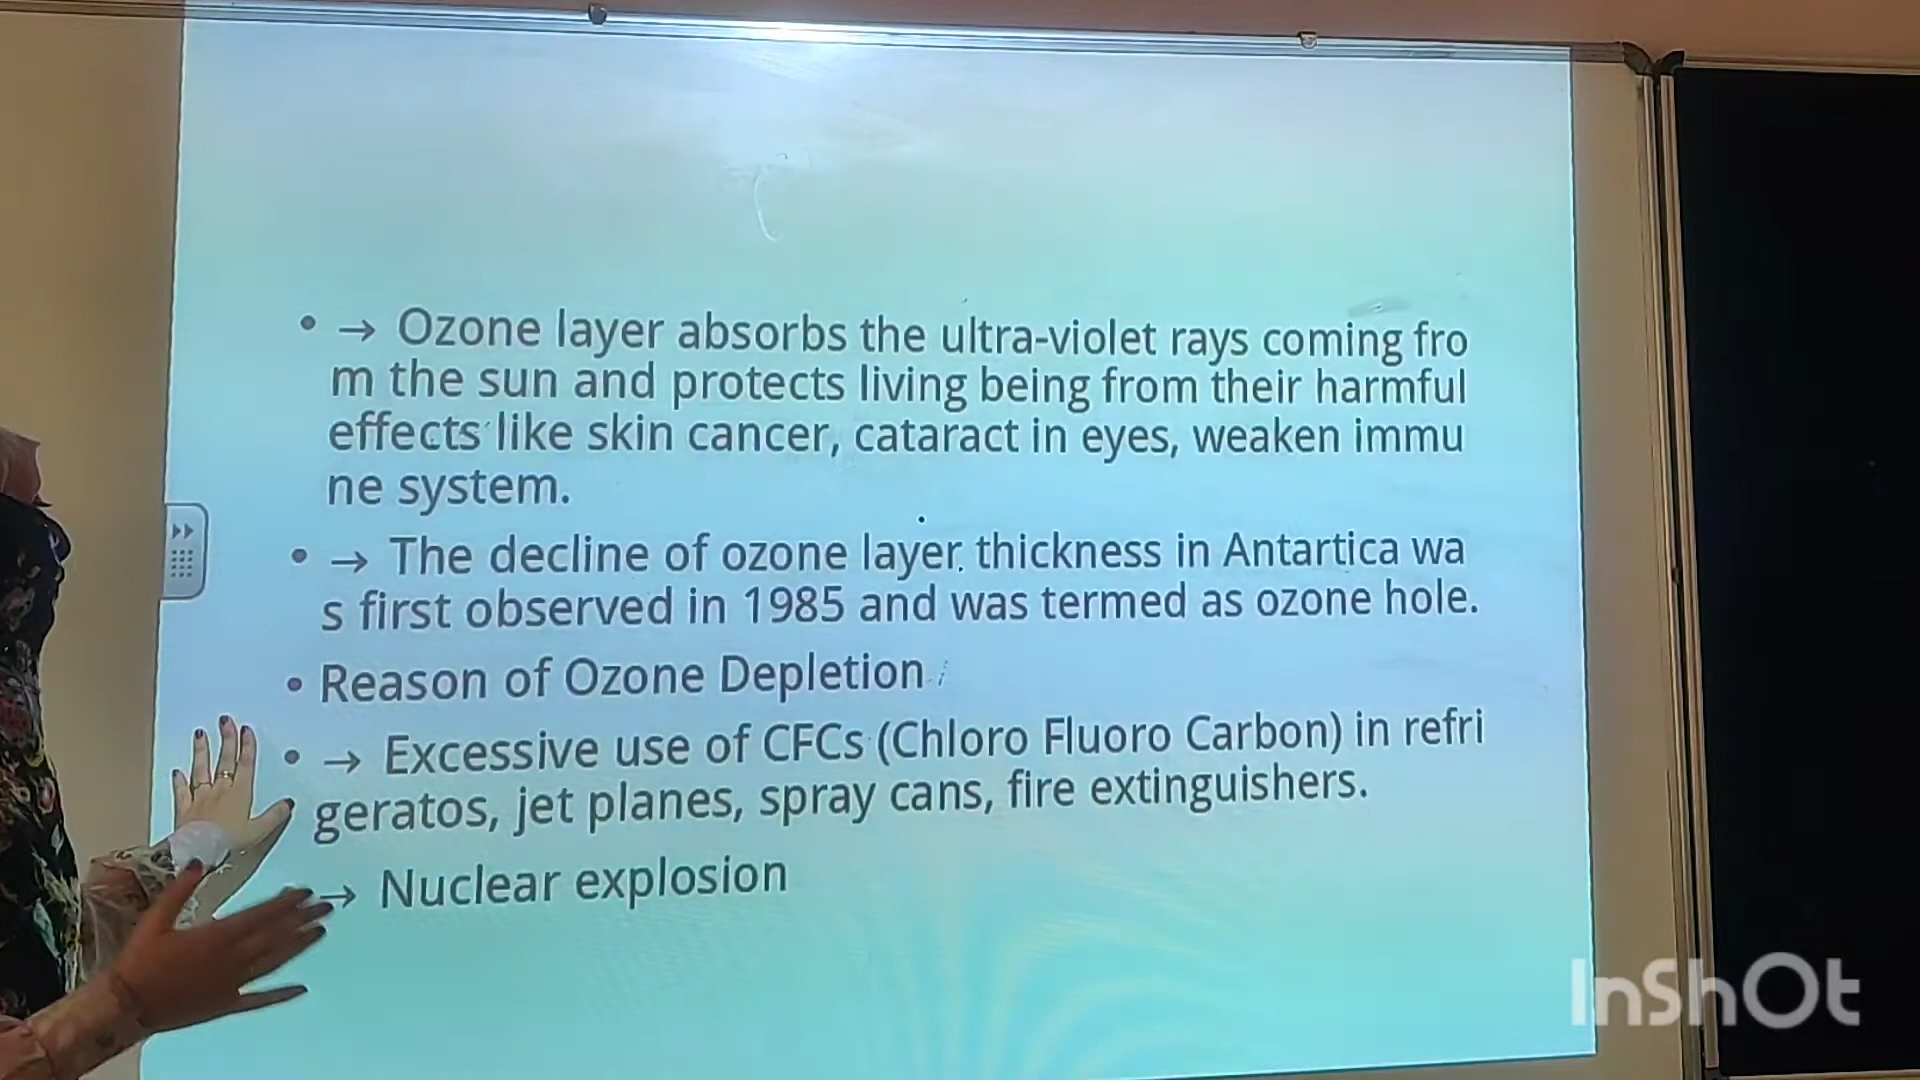 • → Ozone layer absorbs the ultra-violet rays coming fro
m the sun and protects living being from their harmful
effects like skin cancer, cataract in eyes, weaken immu
ne system.
• → The decline of ozone layer thickness in Antartica wa
s first observed in 1985 and was termed as ozone hole.
• Reason of Ozone Depletion
• → Excessive use of CFCs (Chloro Fluoro Carbon) in refri
geratos, jet planes, spray cans, fire extinguishers.
→ Nuclear explosion
InShOt